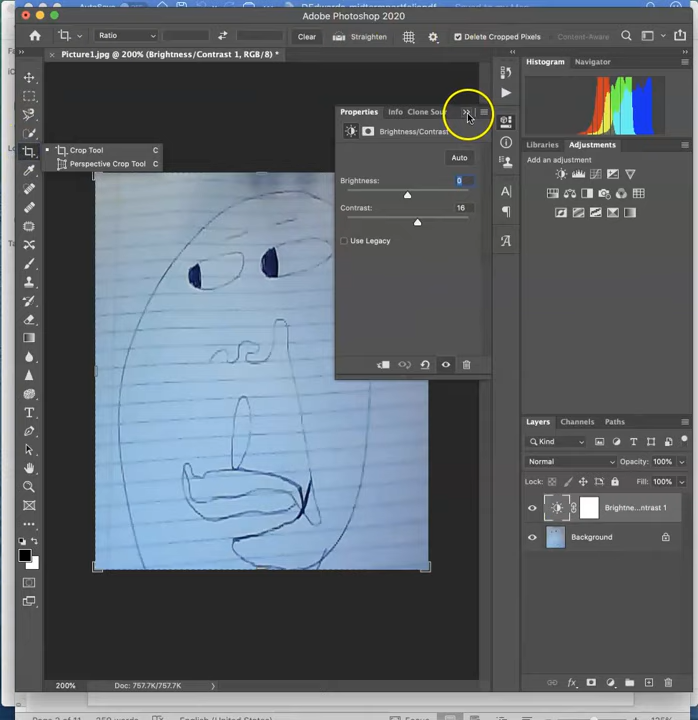 Adobe Photoshop 2020
Ratio
Clear
Straighten
Delete Cropped Pixels
Content-Aware
Picture1.jpg @ 200% (Brightness/Contrast 1, RGB/8) *
Histogram
Navigator
Properties
Info
Clone Sour
Brightness/Contrast
Auto
Brightness:
0
Contrast:
16
Use Legacy
Crop Tool
C
Perspective Crop Tool
C
Libraries
Adjustments
Add an adjustment
Layers
Channels
Paths
Kind
Normal
Opacity:
100%
Lock:
Fill:
100%
Brightne...ntrast 1
Background
200%
Doc: 757.7K/757.7K